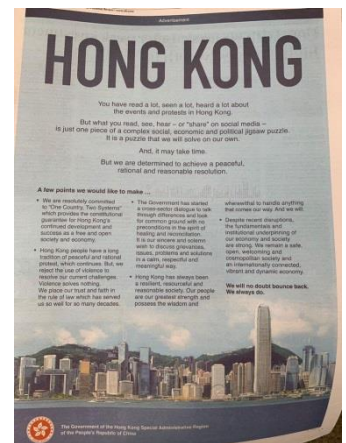 Advertisement
HONG KONG
You have read a lot, seen a lot, heard a lot about
the events and protests in Hong Kong.
But what you read, see, hear – or "share" on social media –
is just one piece of a complex social, economic and political jigsaw puzzle.
It is a puzzle that we will solve on our own.
And, it may take time.
But we are determined to achieve a peaceful,
rational and reasonable resolution.
A few points we would like to make ...
• We are resolutely committed
to "One Country, Two Systems"
which provides the constitutional
guarantee for Hong Kong's
continued development and
success as a free and open
society and economy.
• Hong Kong people have a long
tradition of peaceful and rational
protest, which continues. But, we
reject the use of violence to
resolve our current challenges.
Violence solves nothing.
We place our trust and faith in
the rule of law which has served
us so well for so many decades.
• The Government has started
a cross-sector dialogue to talk
through differences and look
for common ground with no
preconditions in the spirit of
healing and reconciliation.
It is our sincere and solemn
wish to discuss grievances,
issues, problems and solutions
in a calm, respectful and
meaningful way.
• Hong Kong has always been
a resilient, resourceful and
reasonable society. Our people
are our greatest strength and
possess the wisdom and
wherewithal to handle anything
that comes our way. And we will.
• Despite recent disruptions,
the fundamentals and
institutional underpinning of
our economy and society
are strong. We remain a safe,
open, welcoming and
cosmopolitan society and
an internationally connected,
vibrant and dynamic economy.
We will no doubt bounce back.
We always do.
The Government of the Hong Kong Special Administrative Region
of the People's Republic of China